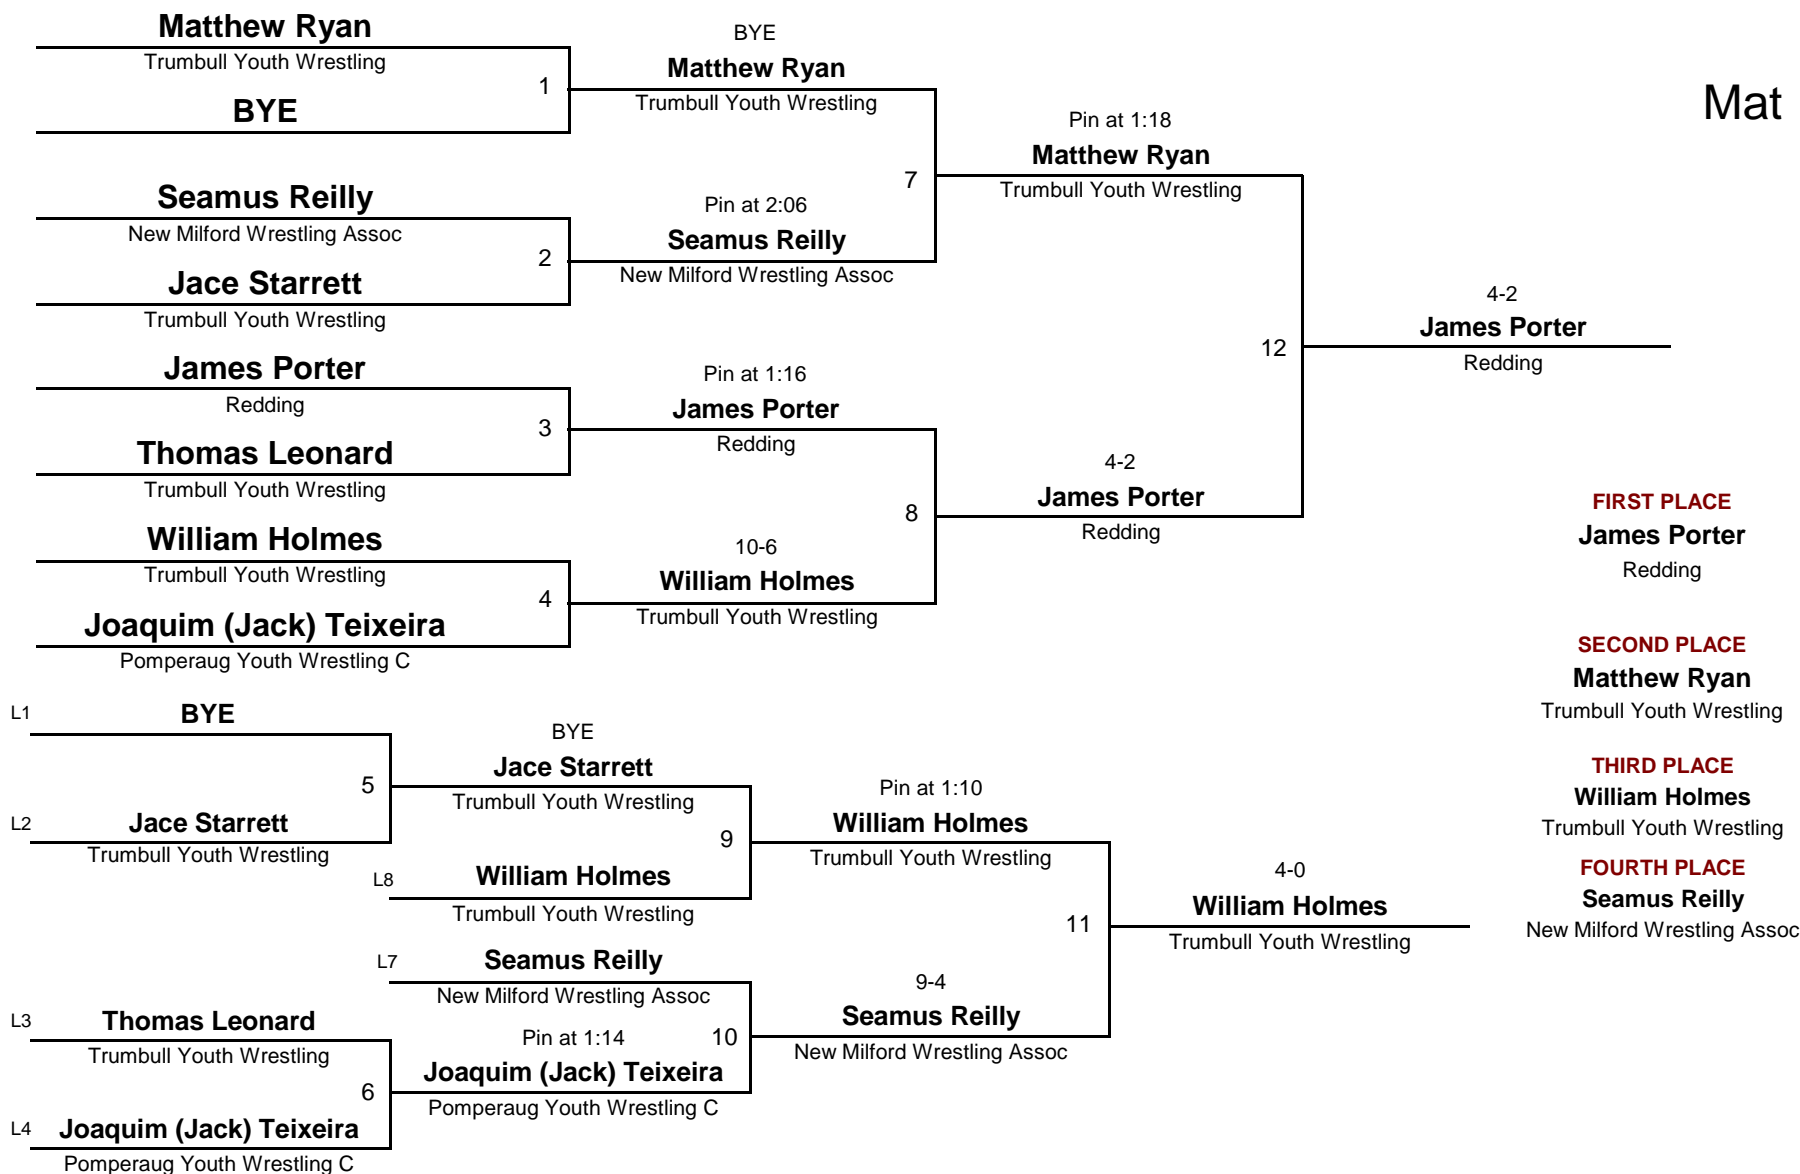 Matthew Ryan
Trumbull Youth Wrestling
1
BYE
Seamus Reilly
New Milford Wrestling Assoc
2
Jace Starrett
Trumbull Youth Wrestling
James Porter
Redding
3
Thomas Leonard
Trumbull Youth Wrestling
William Holmes
Trumbull Youth Wrestling
4
Joaquim (Jack) Teixeira
Pomperaug Youth Wrestling C
BYE
Matthew Ryan
Trumbull Youth Wrestling
7
Pin at 2:06
Seamus Reilly
New Milford Wrestling Assoc
Pin at 1:16
James Porter
Redding
8
10-6
William Holmes
Trumbull Youth Wrestling
Pin at 1:18
Matthew Ryan
Trumbull Youth Wrestling
12
4-2
James Porter
Redding
4-2
James Porter
Redding
Mat
FIRST PLACE
James Porter
Redding
SECOND PLACE
Matthew Ryan
Trumbull Youth Wrestling
THIRD PLACE
William Holmes
Trumbull Youth Wrestling
FOURTH PLACE
Seamus Reilly
New Milford Wrestling Assoc
L1
BYE
5
L2
Jace Starrett
Trumbull Youth Wrestling
L3
Thomas Leonard
Trumbull Youth Wrestling
6
L4
Joaquim (Jack) Teixeira
Pomperaug Youth Wrestling C
BYE
Jace Starrett
Trumbull Youth Wrestling
9
L8
William Holmes
Trumbull Youth Wrestling
L7
Seamus Reilly
New Milford Wrestling Assoc
10
Pin at 1:14
Joaquim (Jack) Teixeira
Pomperaug Youth Wrestling C
Pin at 1:10
William Holmes
Trumbull Youth Wrestling
11
9-4
Seamus Reilly
New Milford Wrestling Assoc
4-0
William Holmes
Trumbull Youth Wrestling